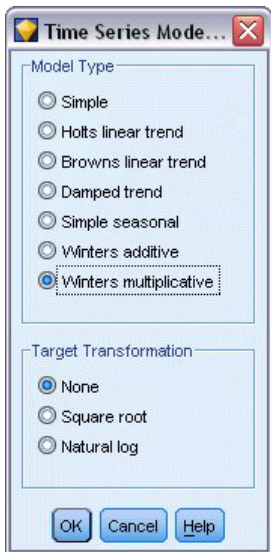 Time Series Mode...
Model Type
Simple
Holts linear trend
Browns linear trend
Damped trend
Simple seasonal
Winters additive
Winters multiplicative
Target Transformation
None
Square root
Natural log
OK Cancel Help